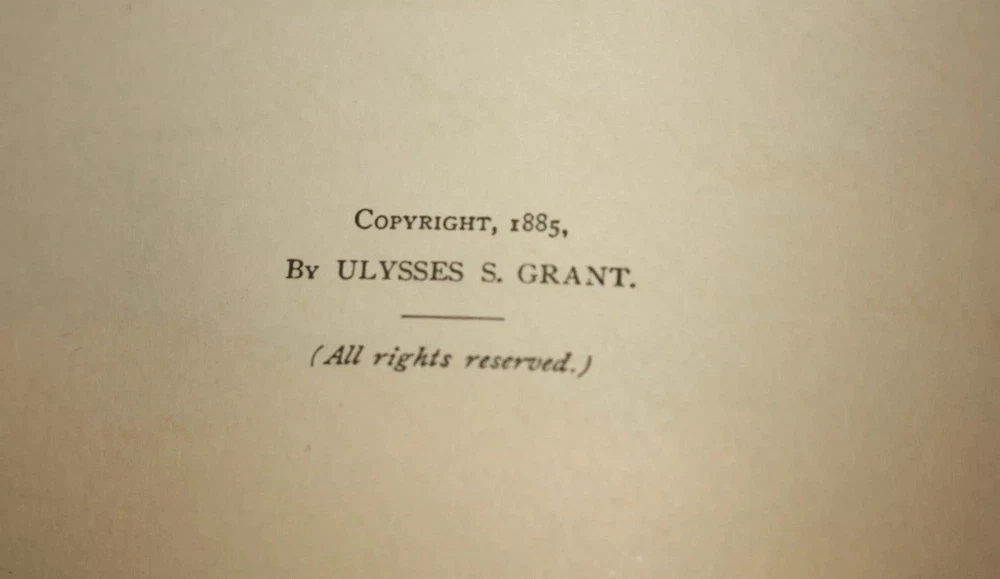 Copyright, 1885,
By ULYSSES S. GRANT.
(All rights reserved.)